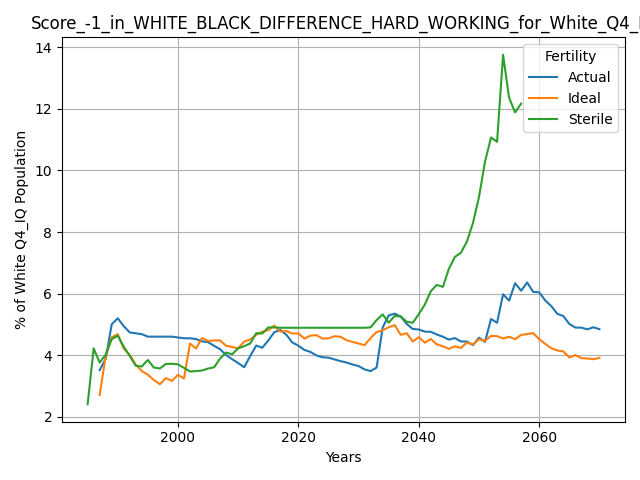 Score_-1_in_WHITE_BLACK_DIFFERENCE_HARD_WORKING_for_White_Q4_
Fertility
Actual
Ideal
Sterile
% of White Q4_IQ Population
14
12
10
8
6
4
2
2000 2020 2040 2060
Years